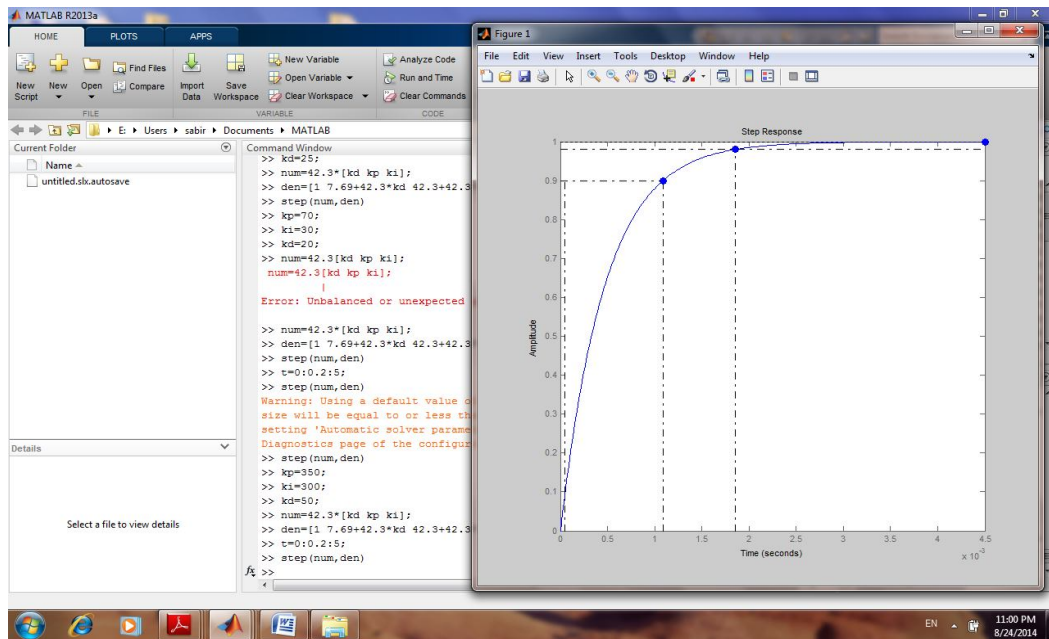 MATLAB R2013a
HOME PLOTS APPS
New Script
New
Open
Find Files
Compare
Import Data
Save Workspace
New Variable
Open Variable
Clear Workspace
Analyze Code
Run and Time
Clear Commands
FILE VARIABLE CODE
E: Users sabir Documents MATLAB
Current Folder
Name
untitled.slx.autosave
Details
Select a file to view details
Command Window
>> kd=25;
>> num=42.3*[kd kp ki];
>> den=[1 7.69+42.3*kd 42.3+42.3
>> step(num,den)
>> kp=70;
>> ki=30;
>> kd=20;
>> num=42.3[kd kp ki];
num=42.3[kd kp ki];
|
Error: Unbalanced or unexpected
>> num=42.3*[kd kp ki];
>> den=[1 7.69+42.3*kd 42.3+42.3
>> step(num,den)
>> t=0:0.2:5;
>> step(num,den)
Warning: Using a default value o
size will be equal to or less th
setting 'Automatic solver parame
Diagnostics page of the configur
>> step(num,den)
>> kp=350;
>> ki=300;
>> kd=50;
>> num=42.3*[kd kp ki];
>> den=[1 7.69+42.3*kd 42.3+42.3
>> t=0:0.2:5;
>> step(num,den)
fx >>
Figure 1
File Edit View Insert Tools Desktop Window Help
Step Response
Amplitude
1
0.9
0.8
0.7
0.6
0.5
0.4
0.3
0.2
0.1
0
0 0.5 1 1.5 2 2.5 3 3.5 4 4.5
Time (seconds)
x 10-3
EN
11:00 PM
8/24/2014